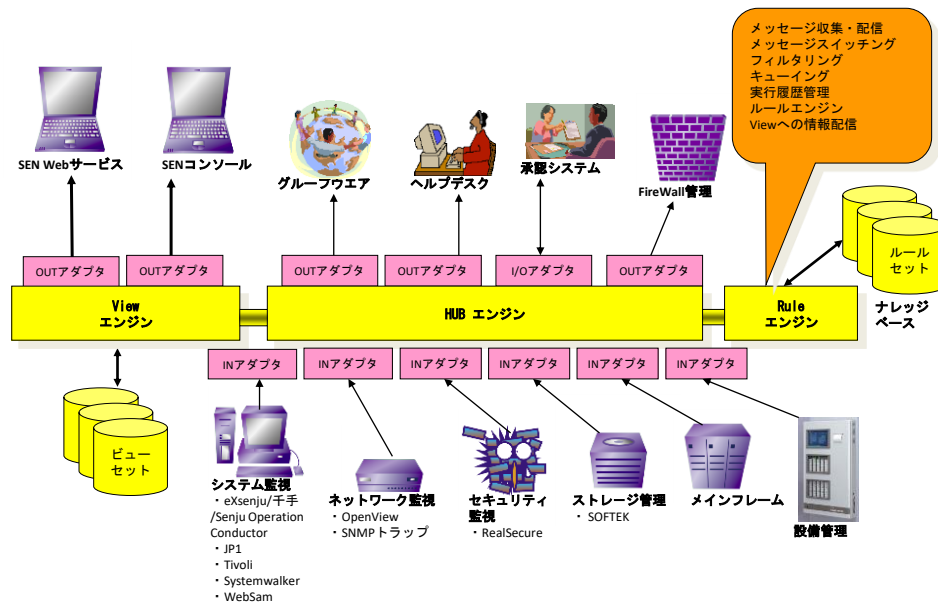 メッセージ収集・配信
メッセージスイッチング
フィルタリング
キューイング
実行履歴管理
ルールエンジン
Viewへの情報配信
SEN Webサービス
SENコンソール
グループウエア
ヘルプデスク
承認システム
FireWall管理
OUTアダプタ
OUTアダプタ
OUTアダプタ
OUTアダプタ
I/Oアダプタ
OUTアダプタ
ルール
セット
ナレッジ
ベース
View
エンジン
HUB エンジン
Rule
エンジン
INアダプタ
INアダプタ
INアダプタ
INアダプタ
INアダプタ
INアダプタ
ビュー
セット
システム監視
・eXsenju/千手
/Senju Operation
Conductor
・JP1
・Tivoli
・Systemwalker
・WebSam
ネットワーク監視
・OpenView
・SNMPトラップ
セキュリティ
監視
・RealSecure
ストレージ管理
・SOFTEK
メインフレーム
設備管理